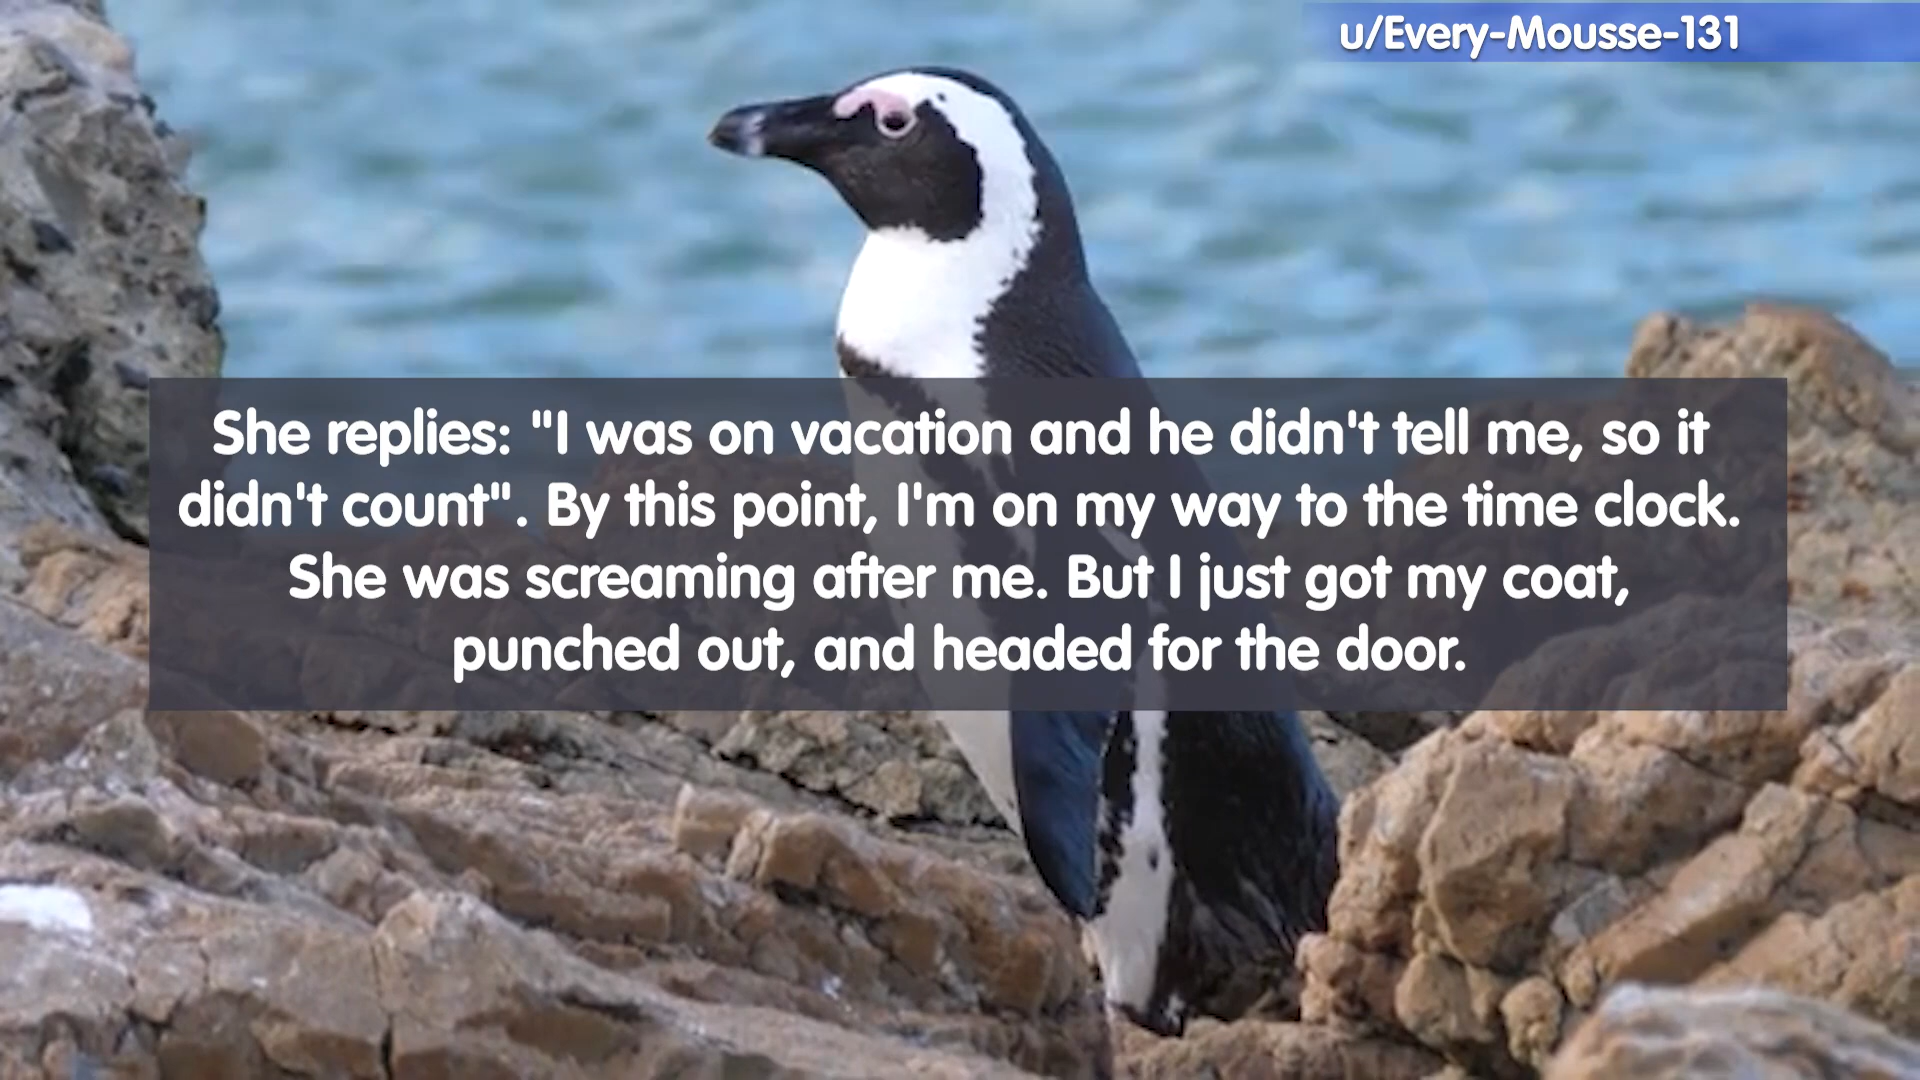 u/Every-Mousse-131
She replies: "I was on vacation and he didn't tell me, so it
didn't count". By this point, I'm on my way to the time clock.
She was screaming after me. But I just got my coat,
punched out, and headed for the door.